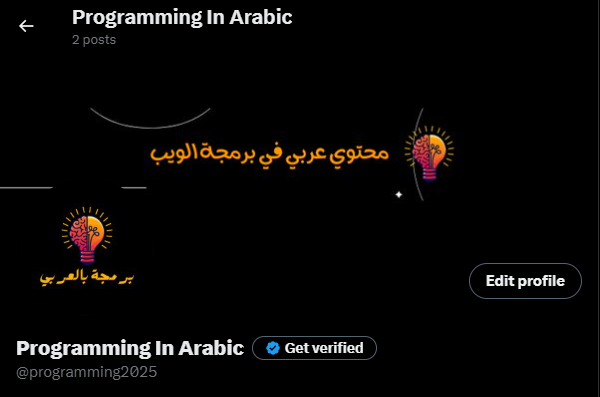 Programming In Arabic
2 posts
محتوي عربي في برمجة الويب
برمجة بالعربي
Edit profile
Programming In Arabic
Get verified
@programming2025